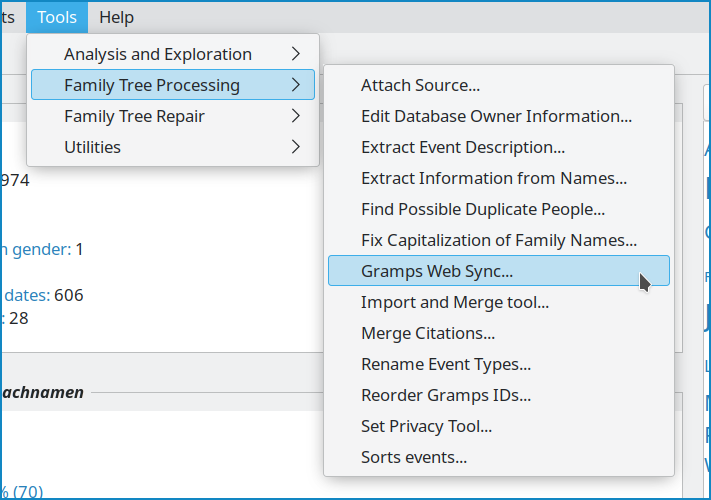 ts Tools Help
Analysis and Exploration
Family Tree Processing
Family Tree Repair
Utilities
Attach Source...
Edit Database Owner Information...
Extract Event Description...
Extract Information from Names...
Find Possible Duplicate People...
Fix Capitalization of Family Names...
Gramps Web Sync...
Import and Merge tool...
Merge Citations...
Rename Event Types...
Reorder Gramps IDs...
Set Privacy Tool...
Sorts events...
974
n gender: 1
dates: 606
: 28
achnamen
% (70)